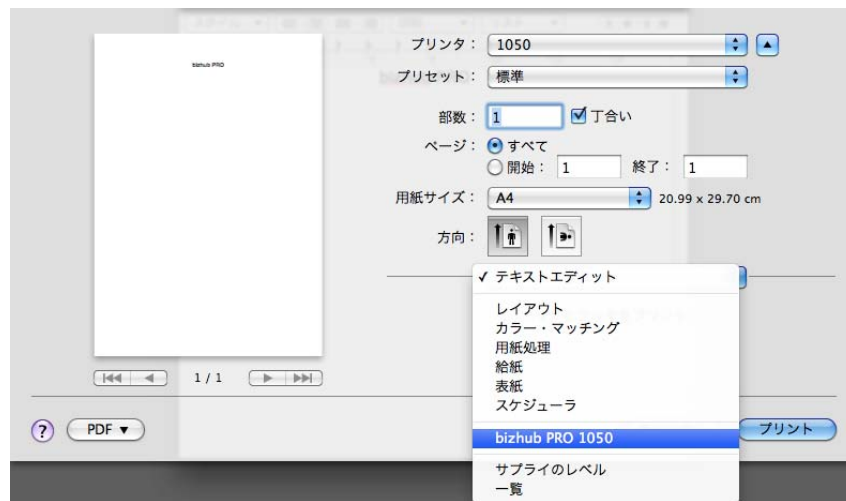 bizhub PRO
プリンタ： 1050
プリセット： 標準
部数： 1 丁合い
ページ： すべて
開始： 1 終了： 1
用紙サイズ： A4 20.99 x 29.70 cm
方向：
✓ テキストエディット
レイアウト
カラー・マッチング
用紙処理
給紙
表紙
スケジューラ
bizhub PRO 1050
サプライのレベル
一覧
1 / 1
? PDF ▼ プリント